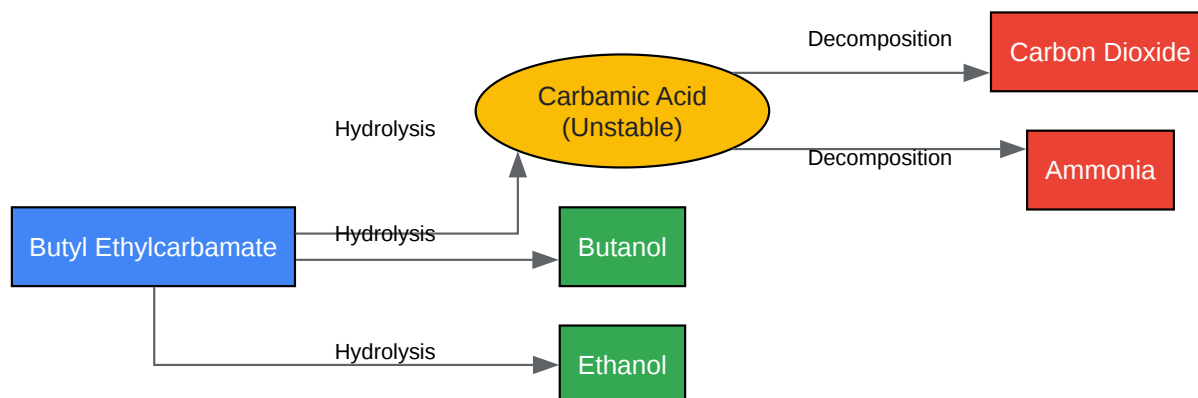 Decomposition
Carbon Dioxide
Carbamic Acid
(Unstable)
Hydrolysis
Decomposition
Ammonia
Butyl Ethylcarbamate
Hydrolysis
Butanol
Hydrolysis
Ethanol